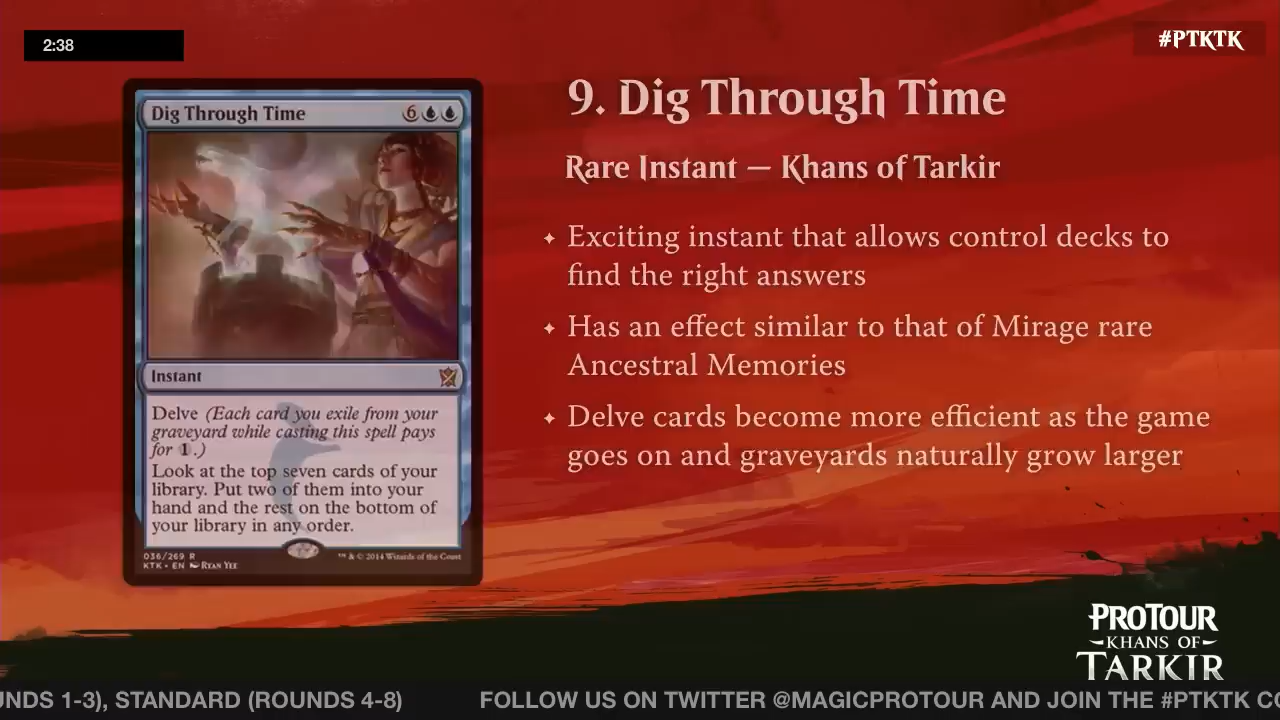 2:38
#PTKTK
Dig Through Time
6
Instant
Delve (Each card you exile from your
graveyard while casting this spell pays
for 1.)
Look at the top seven cards of your
library. Put two of them into your
hand and the rest on the bottom of
your library in any order.
036/269 R
KTK • EN Ryan Yee
™ & © 2014 Wizards of the Coast
9. Dig Through Time
Rare Instant — Khans of Tarkir
Exciting instant that allows control decks to
find the right answers
Has an effect similar to that of Mirage rare
Ancestral Memories
Delve cards become more efficient as the game
goes on and graveyards naturally grow larger
PROTOUR
KHANS OF
TARKIR
UNDS 1-3), STANDARD (ROUNDS 4-8) FOLLOW US ON TWITTER @MAGICPROTOUR AND JOIN THE #PTKTK CO